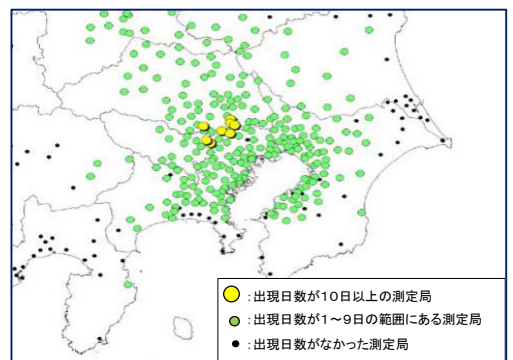 ：出現日数が１０日以上の測定局
：出現日数が１～９日の範囲にある測定局
：出現日数がなかった測定局